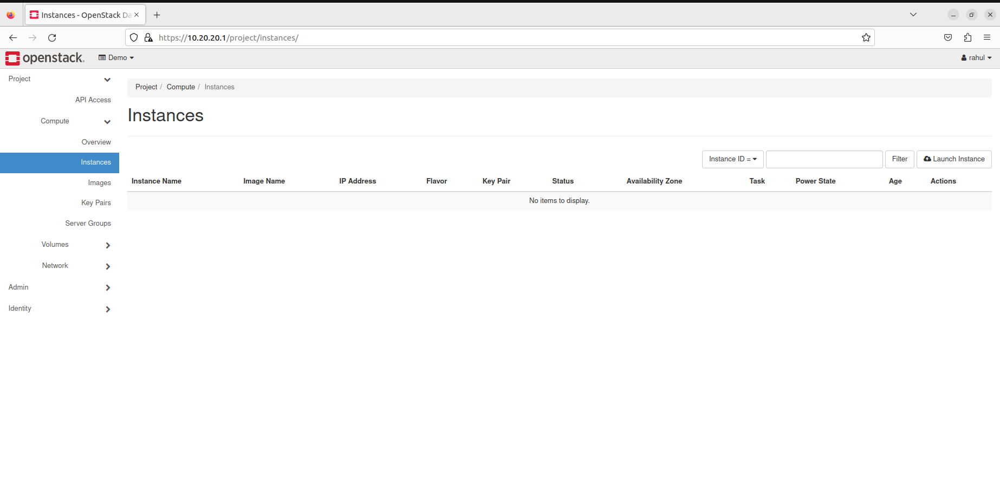 Instances - OpenStack Da
https://10.20.20.1/project/instances/
openstack. Demo rahul
Project
API Access
Compute
Overview
Instances
Images
Key Pairs
Server Groups
Volumes
Network
Admin
Identity
Project / Compute / Instances
Instances
Instance ID = Filter Launch Instance
Instance Name Image Name IP Address Flavor Key Pair Status Availability Zone Task Power State Age Actions
No items to display.